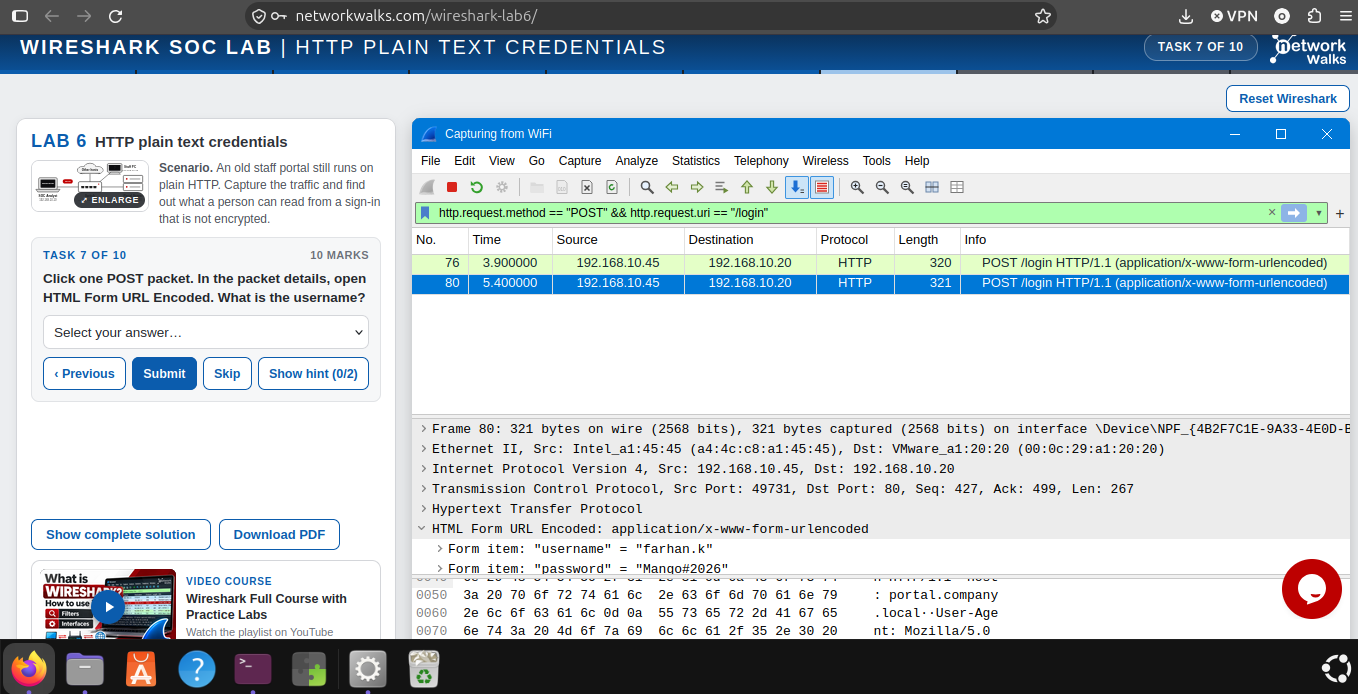 networkwalks.com/wireshark-lab6/
VPN
WIRESHARK SOC LAB | HTTP PLAIN TEXT CREDENTIALS
TASK 7 OF 10
network
Walks
Reset Wireshark
LAB 6 HTTP plain text credentials
ENLARGE
Scenario. An old staff portal still runs on
plain HTTP. Capture the traffic and find
out what a person can read from a sign-in
that is not encrypted.
TASK 7 OF 10 10 MARKS
Click one POST packet. In the packet details, open
HTML Form URL Encoded. What is the username?
Select your answer…
‹ Previous Submit Skip Show hint (0/2)
Show complete solution Download PDF
What is
WIRESHARK?
How to use
Filters
Interfaces
VIDEO COURSE
Wireshark Full Course with
Practice Labs
Watch the playlist on YouTube
Capturing from WiFi
File Edit View Go Capture Analyze Statistics Telephony Wireless Tools Help
http.request.method == "POST" && http.request.uri == "/login"
No. Time Source Destination Protocol Length Info
76 3.900000 192.168.10.45 192.168.10.20 HTTP 320 POST /login HTTP/1.1 (application/x-www-form-urlencoded)
80 5.400000 192.168.10.45 192.168.10.20 HTTP 321 POST /login HTTP/1.1 (application/x-www-form-urlencoded)
Frame 80: 321 bytes on wire (2568 bits), 321 bytes captured (2568 bits) on interface \Device\NPF_{4B2F7C1E-9A33-4E0D-B
Ethernet II, Src: Intel_a1:45:45 (a4:4c:c8:a1:45:45), Dst: VMware_a1:20:20 (00:0c:29:a1:20:20)
Internet Protocol Version 4, Src: 192.168.10.45, Dst: 192.168.10.20
Transmission Control Protocol, Src Port: 49731, Dst Port: 80, Seq: 427, Ack: 499, Len: 267
Hypertext Transfer Protocol
HTML Form URL Encoded: application/x-www-form-urlencoded
Form item: "username" = "farhan.k"
Form item: "password" = "Mango#2026"
0050 3a 20 70 6f 72 74 61 6c 2e 63 6f 6d 70 61 6e 79 : portal.company
0060 2e 6c 6f 63 61 6c 0d 0a 55 73 65 72 2d 41 67 65 .local··User-Age
0070 6e 74 3a 20 4d 6f 7a 69 6c 6c 61 2f 35 2e 30 20 nt: Mozilla/5.0